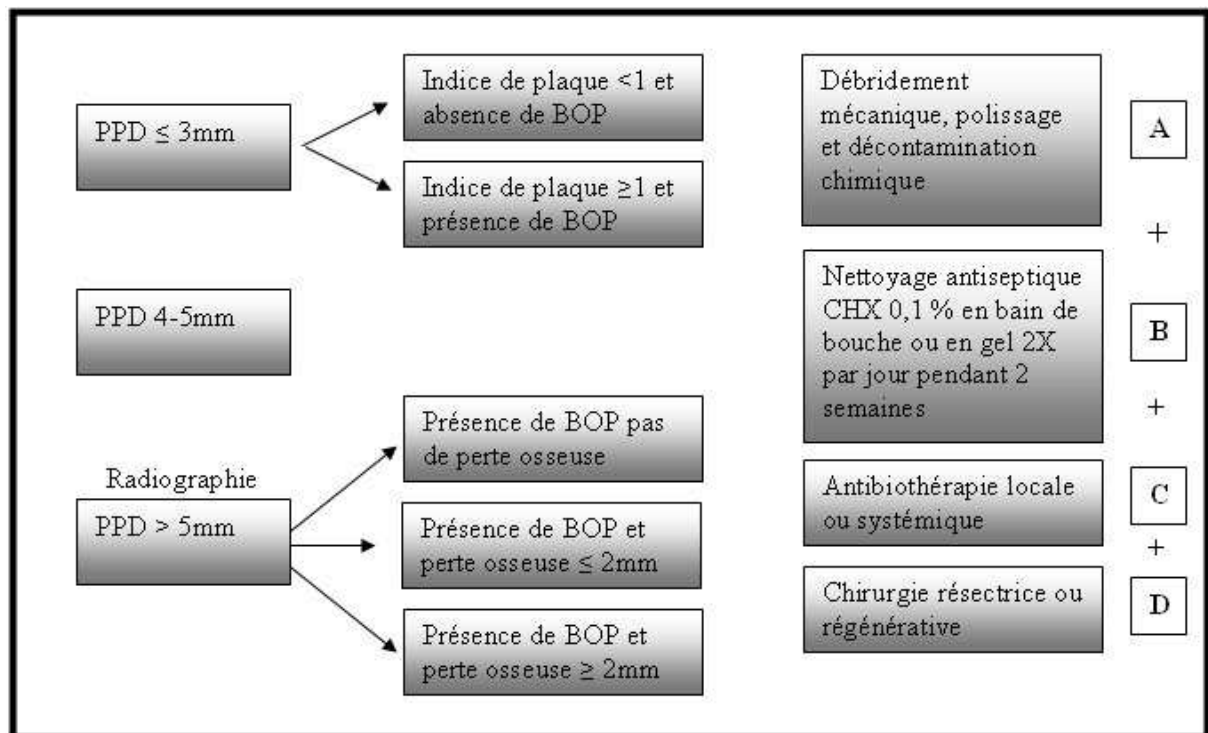 PPD ≤ 3mm
Indice de plaque <1 et
absence de BOP
Indice de plaque ≥1 et
présence de BOP
PPD 4-5mm
Radiographie
PPD > 5mm
Présence de BOP pas
de perte osseuse
Présence de BOP et
perte osseuse ≤ 2mm
Présence de BOP et
perte osseuse ≥ 2mm
Débridement
mécanique, polissage
et décontamination
chimique
A
+
Nettoyage antiseptique
CHX 0,1 % en bain de
bouche ou en gel 2X
par jour pendant 2
semaines
B
+
Antibiothérapie locale
ou systémique
C
+
Chirurgie résectrice ou
régénérative
D